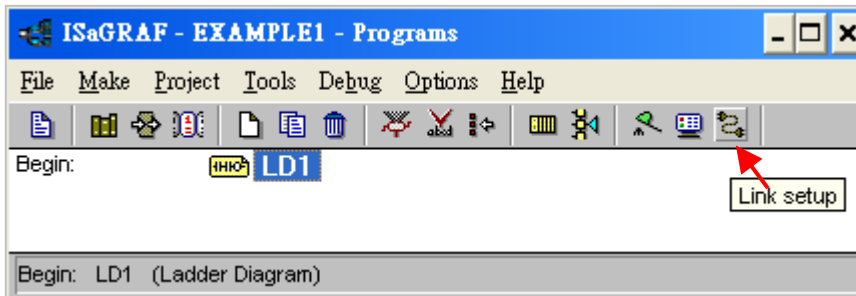 ISaGRAF - EXAMPLE1 - Programs
File Make Project Tools Debug Options Help
Begin: LD1
Link setup
Begin: LD1 (Ladder Diagram)